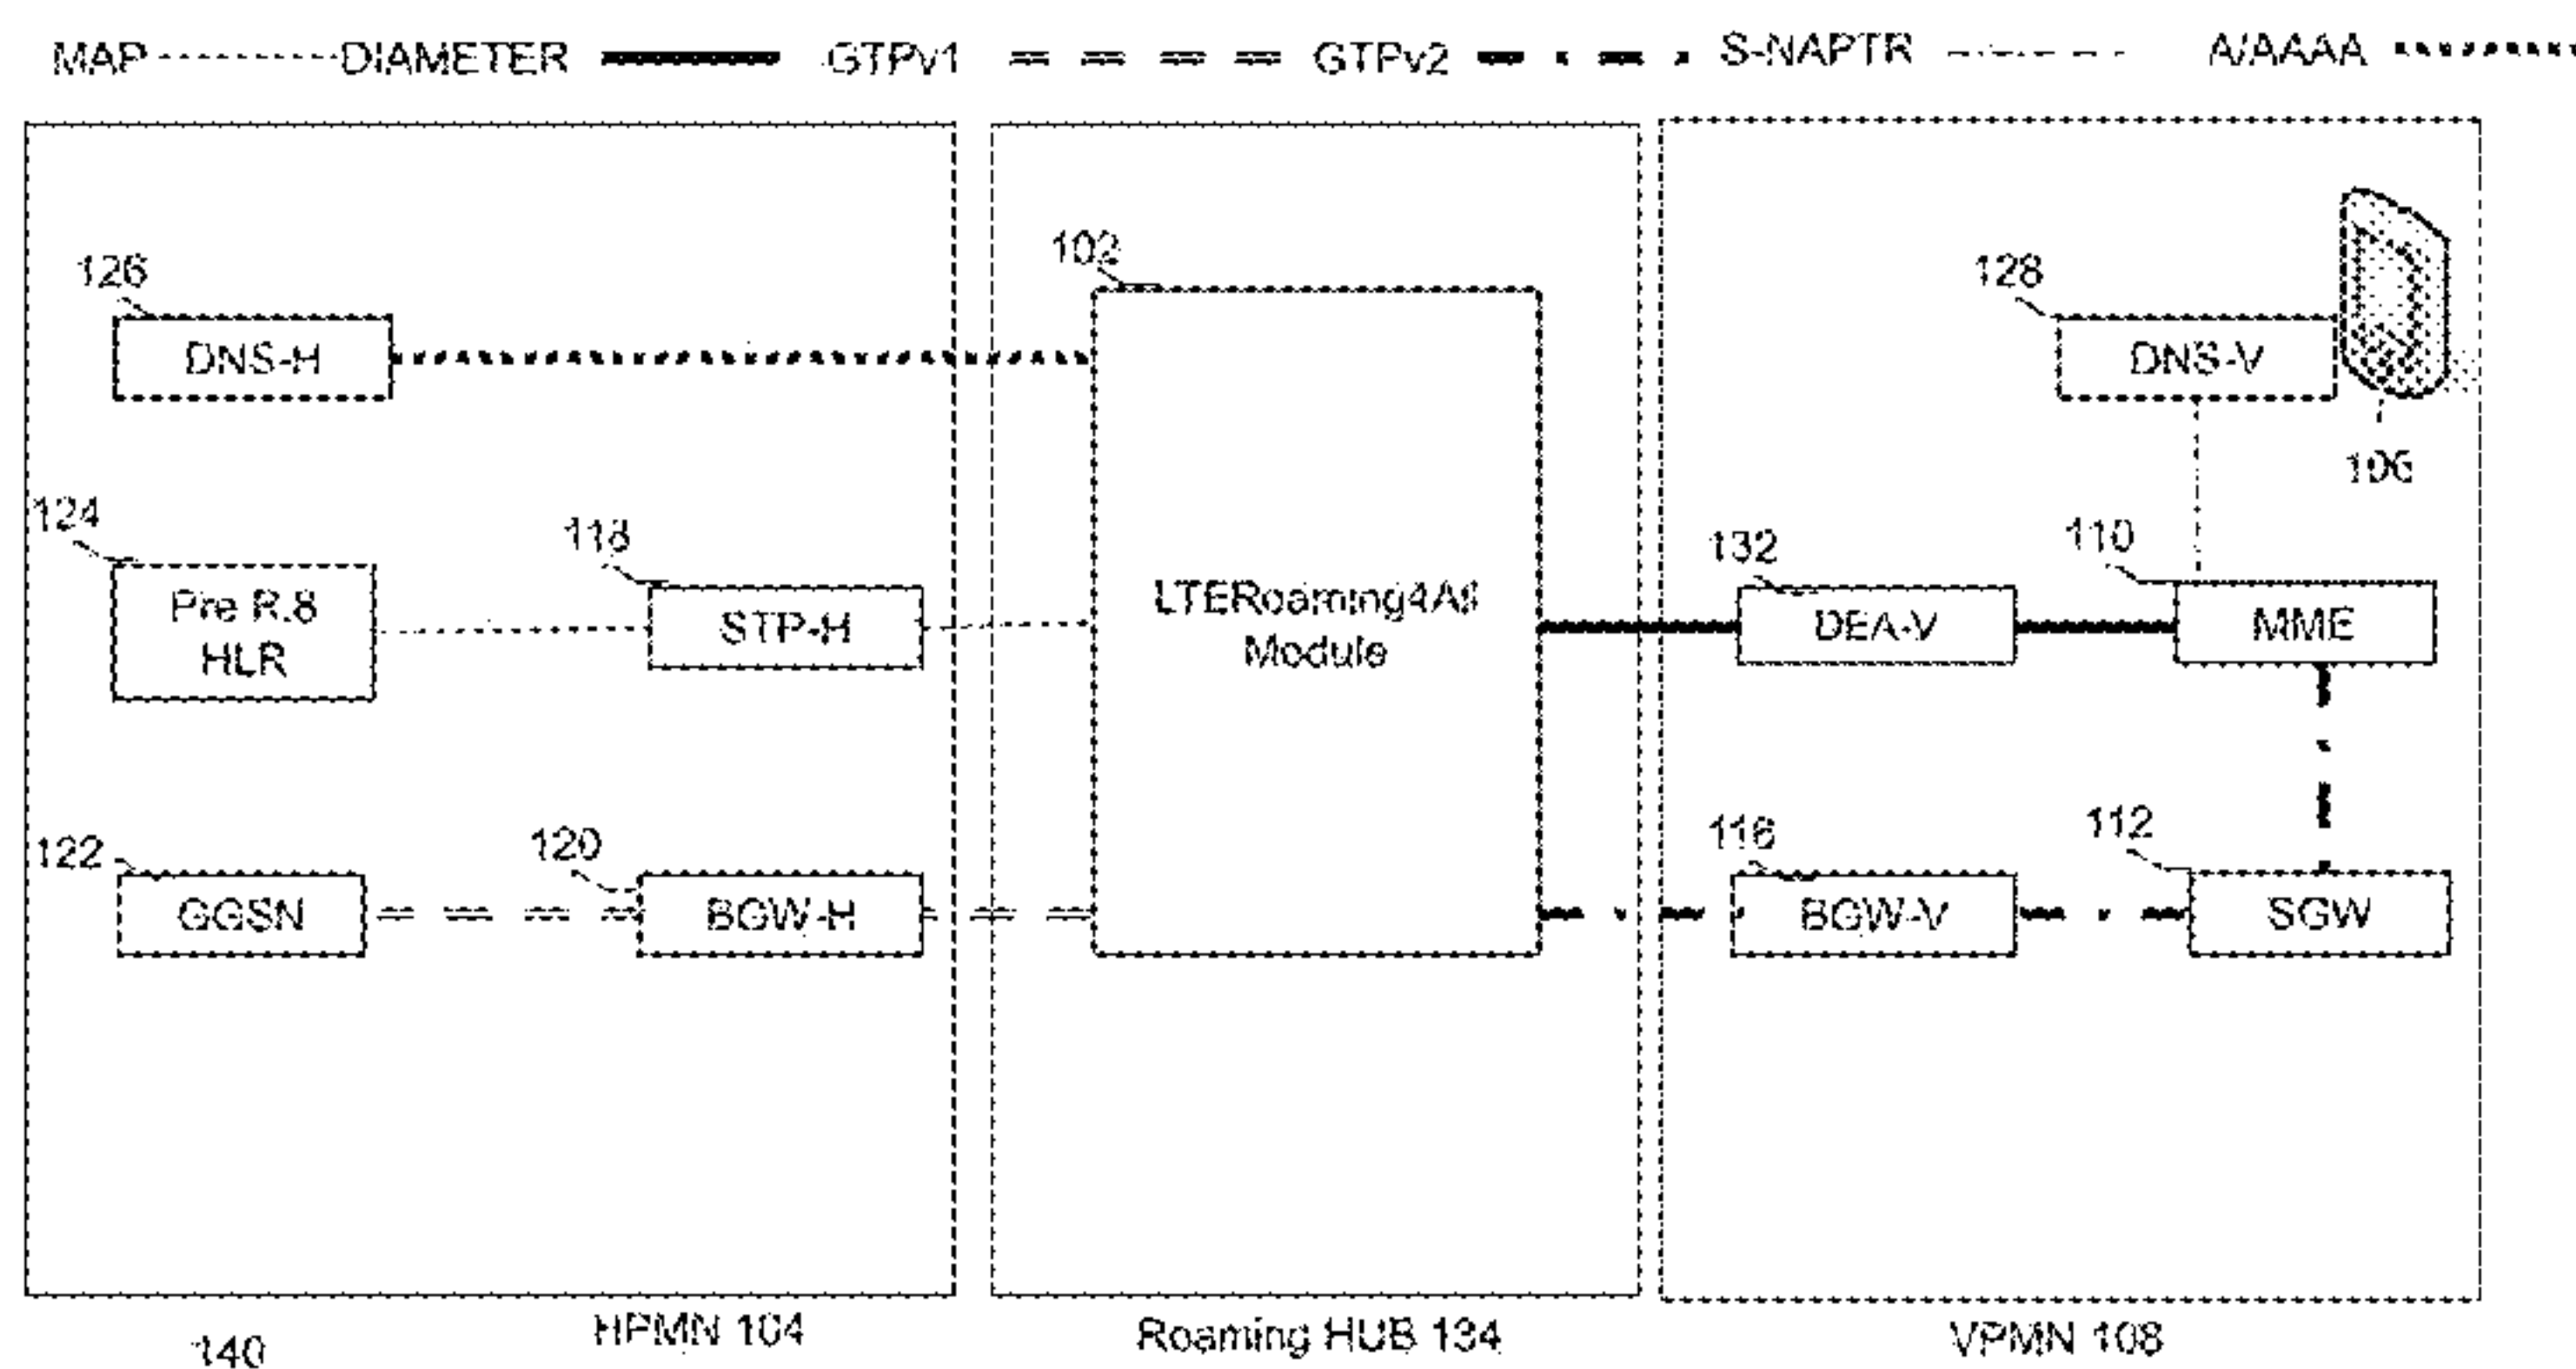 MAP DIAMETER GTPv1 GTPv2 S-NAPTR A/AAAA
126
DNS-H
102
128
DNS-V
106
124
Pre R.8
HLR
118
STP-H
LTERoaming4All
Module
132
DEA-V
110
MME
122
GGSN
120
BGW-H
116
BGW-V
112
SGW
HPMN 104
Roaming HUB 134
VPMN 108
140